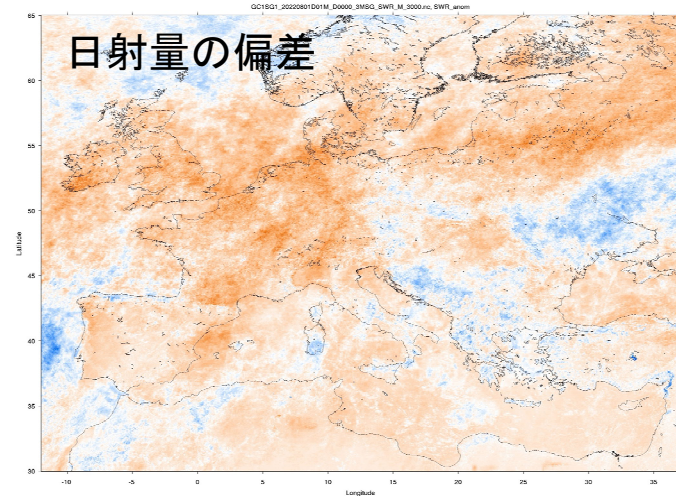 GC1SG1_20220801D01M_D0000_3MSG_SWR_M_3000.nc, SWR_anom
日射量の偏差
65
60
55
50
45
40
35
30
Latitude
-10 -5 0 5 10 15 20 25 30 35
Longitude